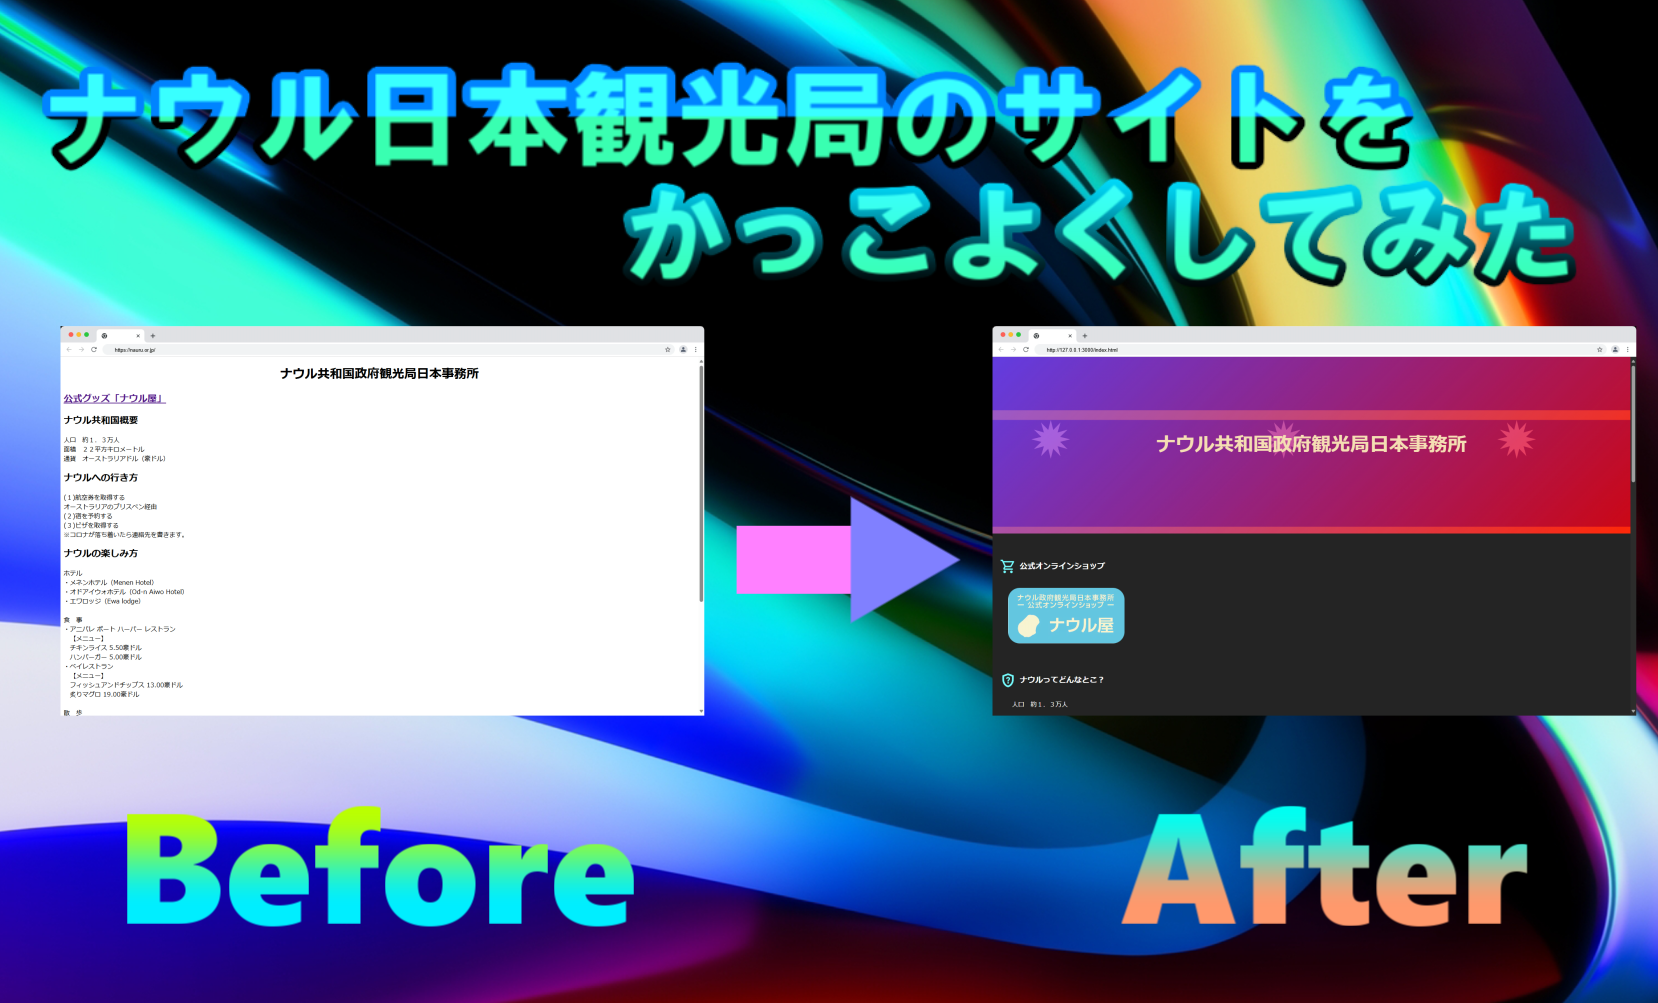 ナウル日本観光局のサイトを
かっこよくしてみた
https://nauru.or.jp/
ナウル共和国政府観光局日本事務所
公式グッズ「ナウル屋」
ナウル共和国概要
人口　約１．３万人
面積　２２平方キロメートル
通貨　オーストラリアドル（豪ドル）
ナウルへの行き方
(１)航空券を取得する
オーストラリアのブリスベン経由
(２)宿を予約する
(３)ビザを取得する
※コロナが落ち着いたら連絡先を書きます。
ナウルの楽しみ方
ホテル
・メネンホテル（Menen Hotel）
・オドアイウォホテル（Od-n Aiwo Hotel）
・エワロッジ（Ewa lodge）
食　事
・アニバレ ポート ハーバー レストラン
【メニュー】
チキンライス 5.50豪ドル
ハンバーガー 5.00豪ドル
・ベイレストラン
【メニュー】
フィッシュアンドチップス 13.00豪ドル
炙りマグロ 19.00豪ドル
散　歩
http://127.0.0.1:3000/index.html
ナウル共和国政府観光局日本事務所
公式オンラインショップ
ナウル政府観光局日本事務所
ー 公式オンラインショップ ー
ナウル屋
ナウルってどんなとこ？
人口　約１．３万人
Before
After